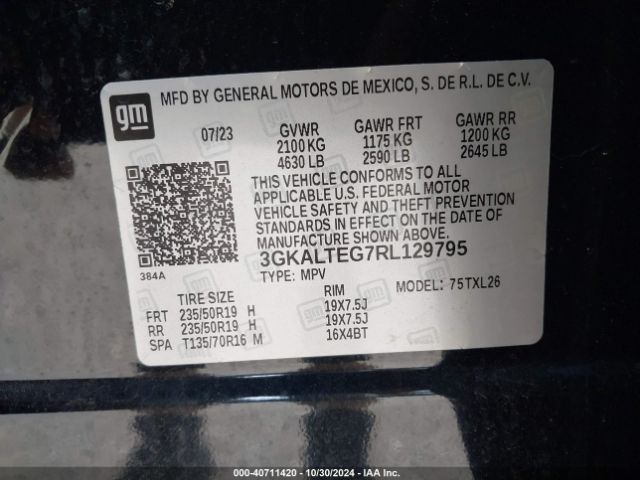 gm
MFD BY GENERAL MOTORS DE MEXICO, S. DE R.L. DE C.V.
07/23 GVWR GAWR FRT GAWR RR
2100 KG 1175 KG 1200 KG
4630 LB 2590 LB 2645 LB
THIS VEHICLE CONFORMS TO ALL
APPLICABLE U.S. FEDERAL MOTOR
VEHICLE SAFETY AND THEFT PREVENTION
STANDARDS IN EFFECT ON THE DATE OF
MANUFACTURE SHOWN ABOVE.
3GKALTEG7RL129795
384A
TYPE: MPV MODEL: 75TXL26
TIRE SIZE RIM
FRT 235/50R19 H 19X7.5J
RR 235/50R19 H 19X7.5J
SPA T135/70R16 M 16X4BT
000-40711420 - 10/30/2024 - IAA Inc.